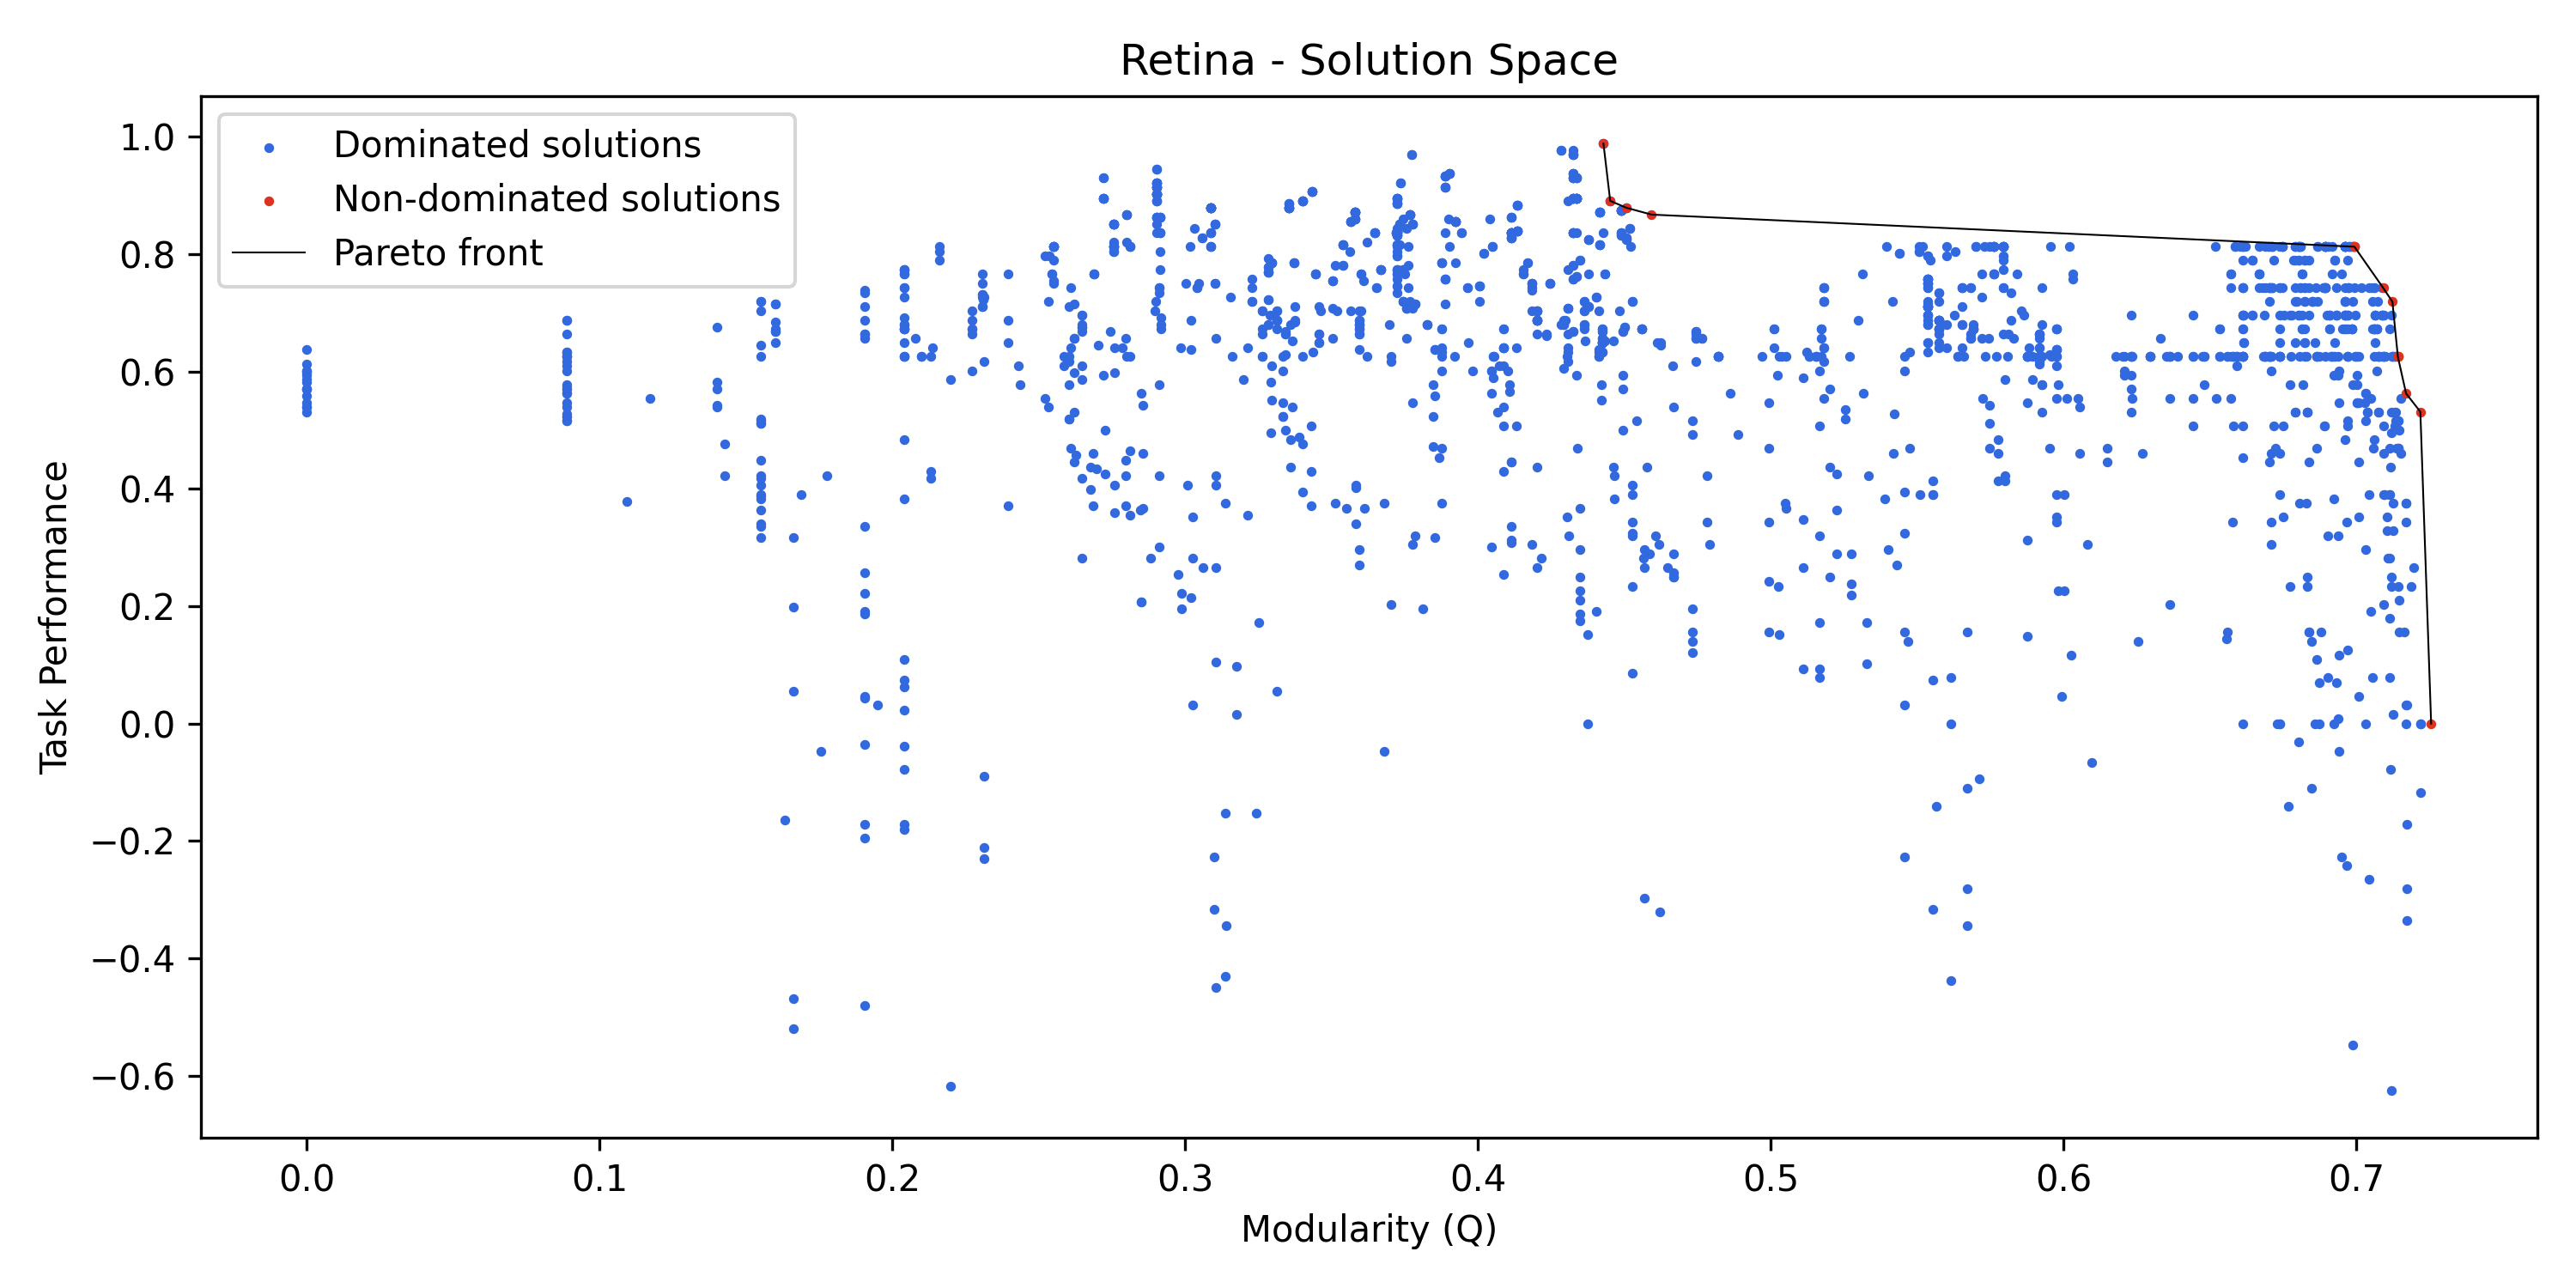 Retina - Solution Space
Dominated solutions
Non-dominated solutions
Pareto front
1.0
0.8
0.6
0.4
0.2
0.0
−0.2
−0.4
−0.6
Task Performance
0.0 0.1 0.2 0.3 0.4 0.5 0.6 0.7
Modularity (Q)